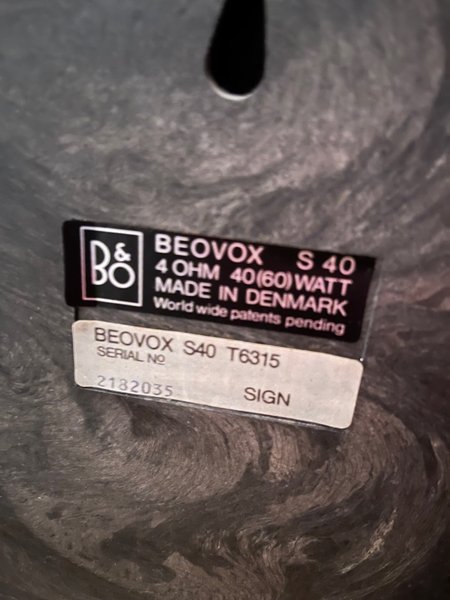 B&O
BEOVOX S 40
4 OHM 40(60) WATT
MADE IN DENMARK
World wide patents pending
BEOVOX S40 T6315
SERIAL Nº
2182035 SIGN